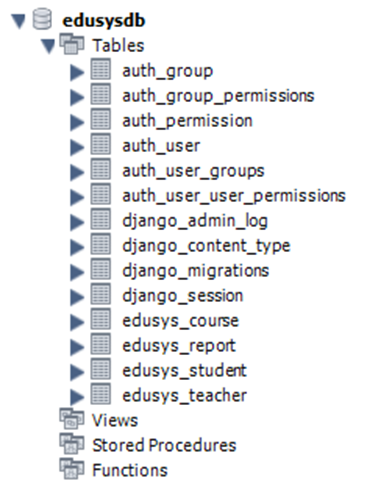 edusysdb
Tables
auth_group
auth_group_permissions
auth_permission
auth_user
auth_user_groups
auth_user_user_permissions
django_admin_log
django_content_type
django_migrations
django_session
edusys_course
edusys_report
edusys_student
edusys_teacher
Views
Stored Procedures
Functions